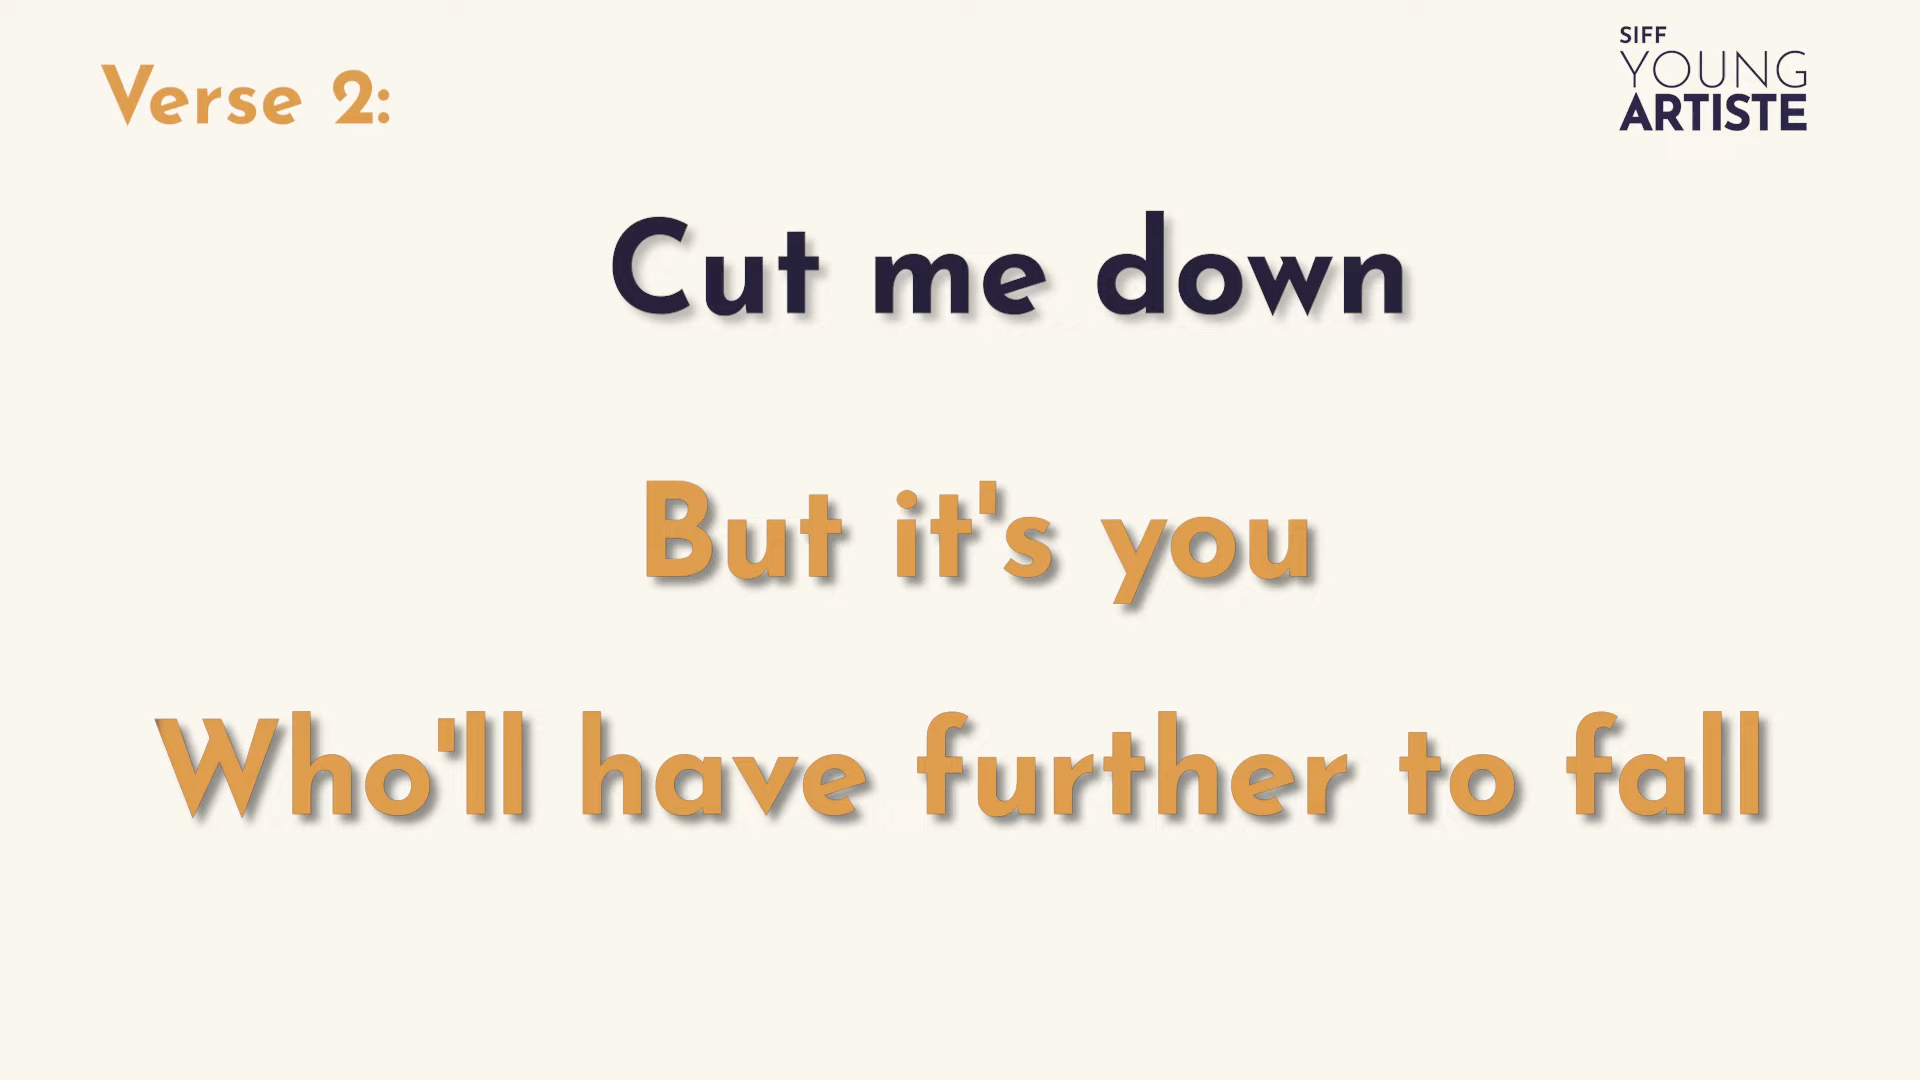 Verse 2:
SIFF
YOUNG
ARTISTE
Cut me down
But it's you
Who'll have further to fall